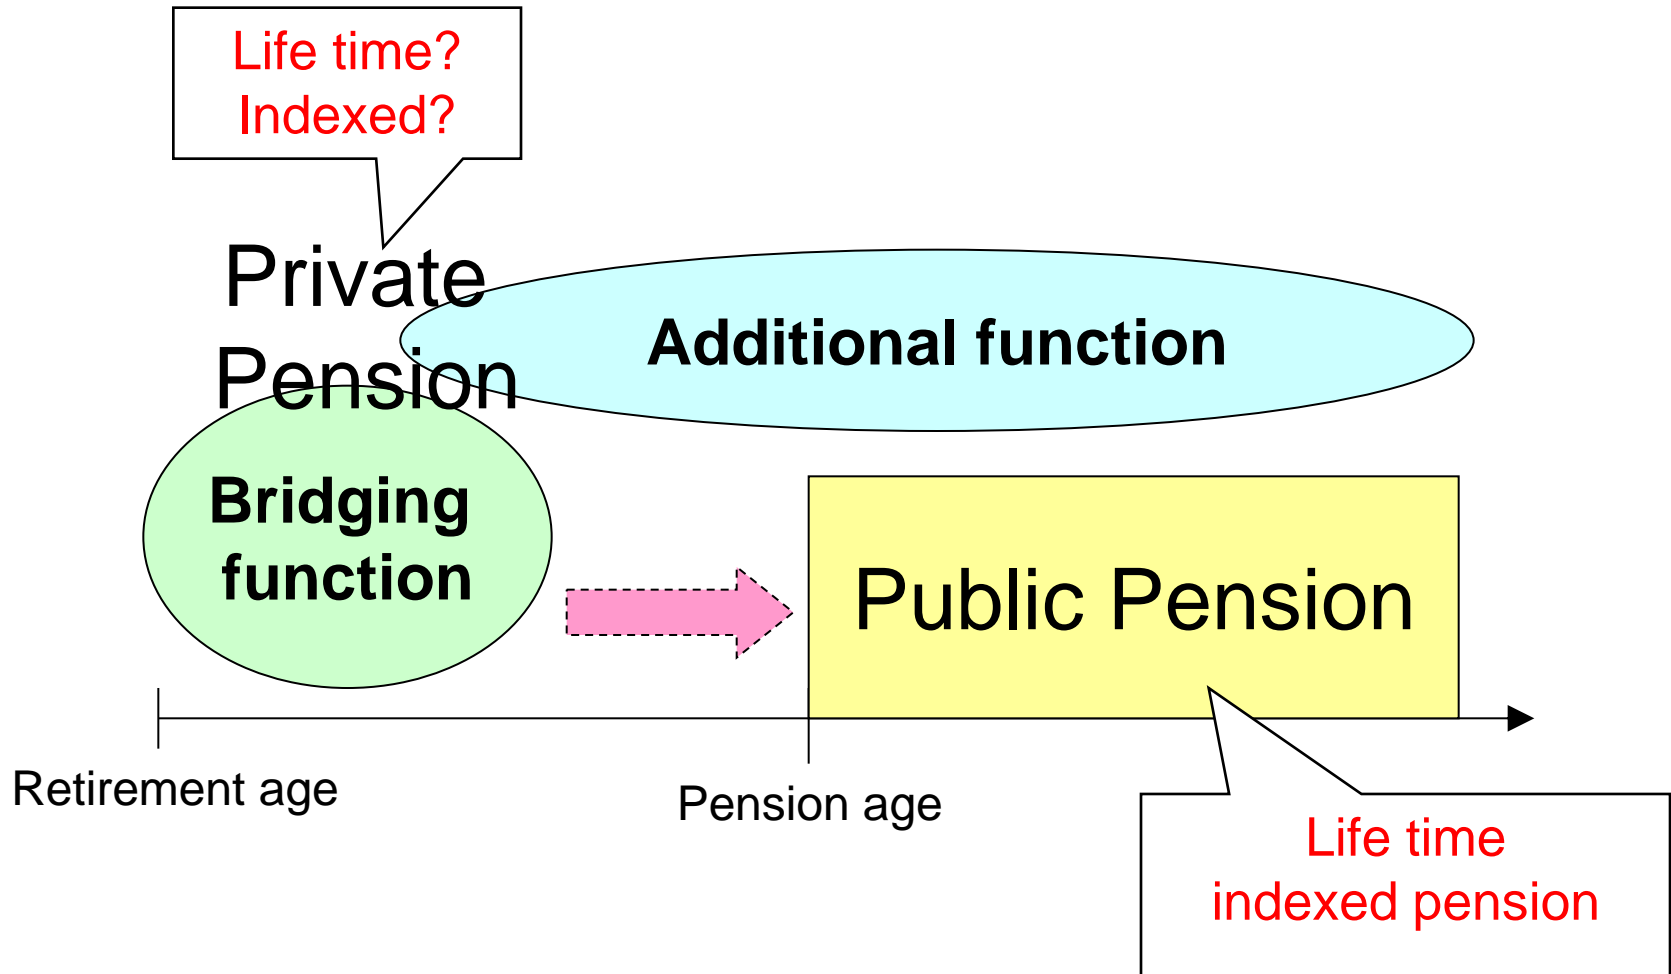 Life time?
Indexed?
Private
Pension
Additional function
Bridging
function
Public Pension
Retirement age
Pension age
Life time
indexed pension